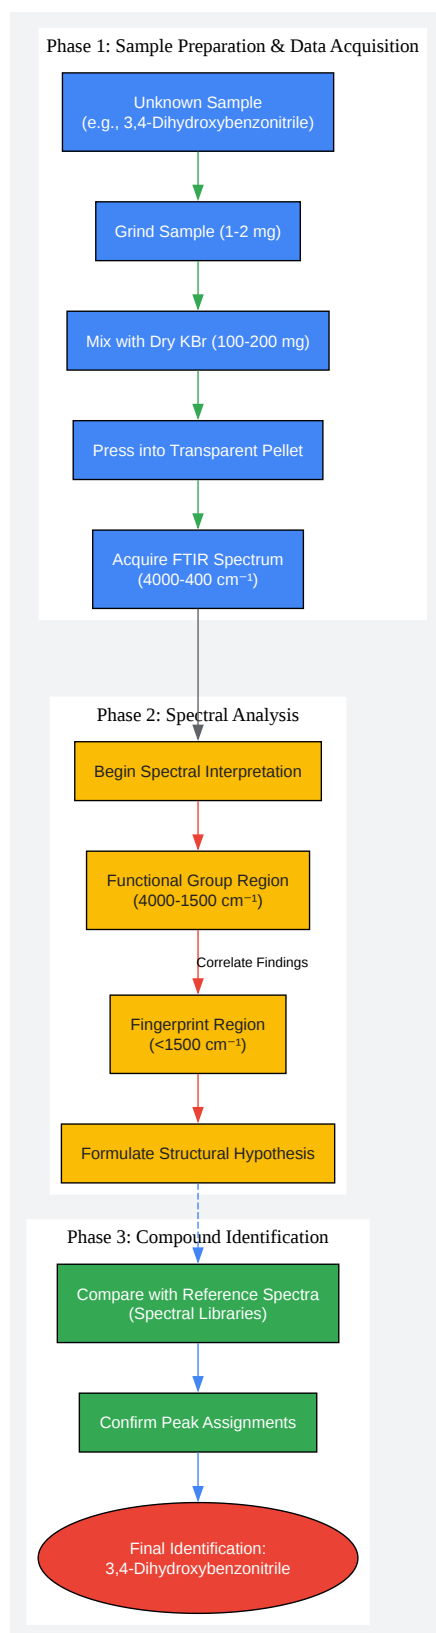 Phase 1: Sample Preparation & Data Acquisition
Unknown Sample
(e.g., 3,4-Dihydroxybenzonitrile)
Grind Sample (1-2 mg)
Mix with Dry KBr (100-200 mg)
Press into Transparent Pellet
Acquire FTIR Spectrum
(4000-400 cm⁻¹)
Phase 2: Spectral Analysis
Begin Spectral Interpretation
Functional Group Region
(4000-1500 cm⁻¹)
Correlate Findings
Fingerprint Region
(<1500 cm⁻¹)
Formulate Structural Hypothesis
Phase 3: Compound Identification
Compare with Reference Spectra
(Spectral Libraries)
Confirm Peak Assignments
Final Identification:
3,4-Dihydroxybenzonitrile